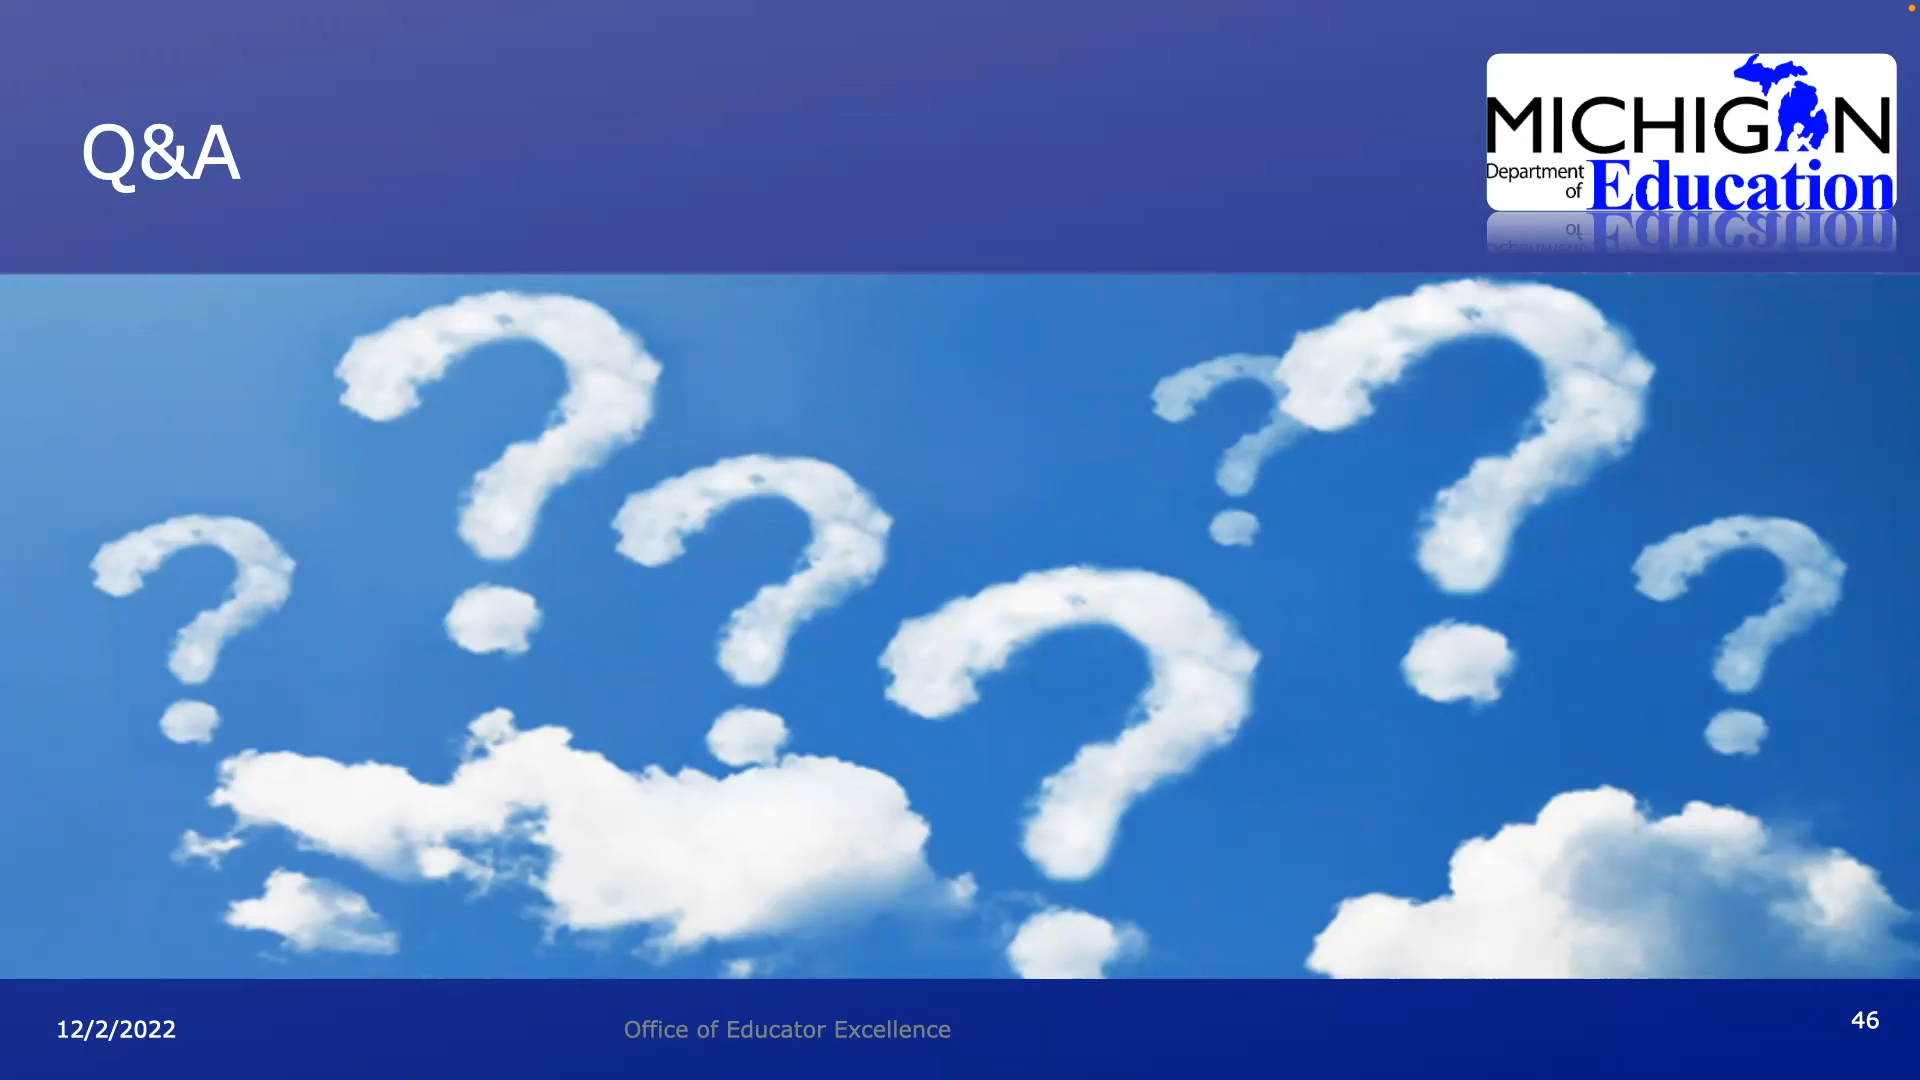 Q&A
MICHIGAN
Department
of
Education
12/2/2022
Office of Educator Excellence
46